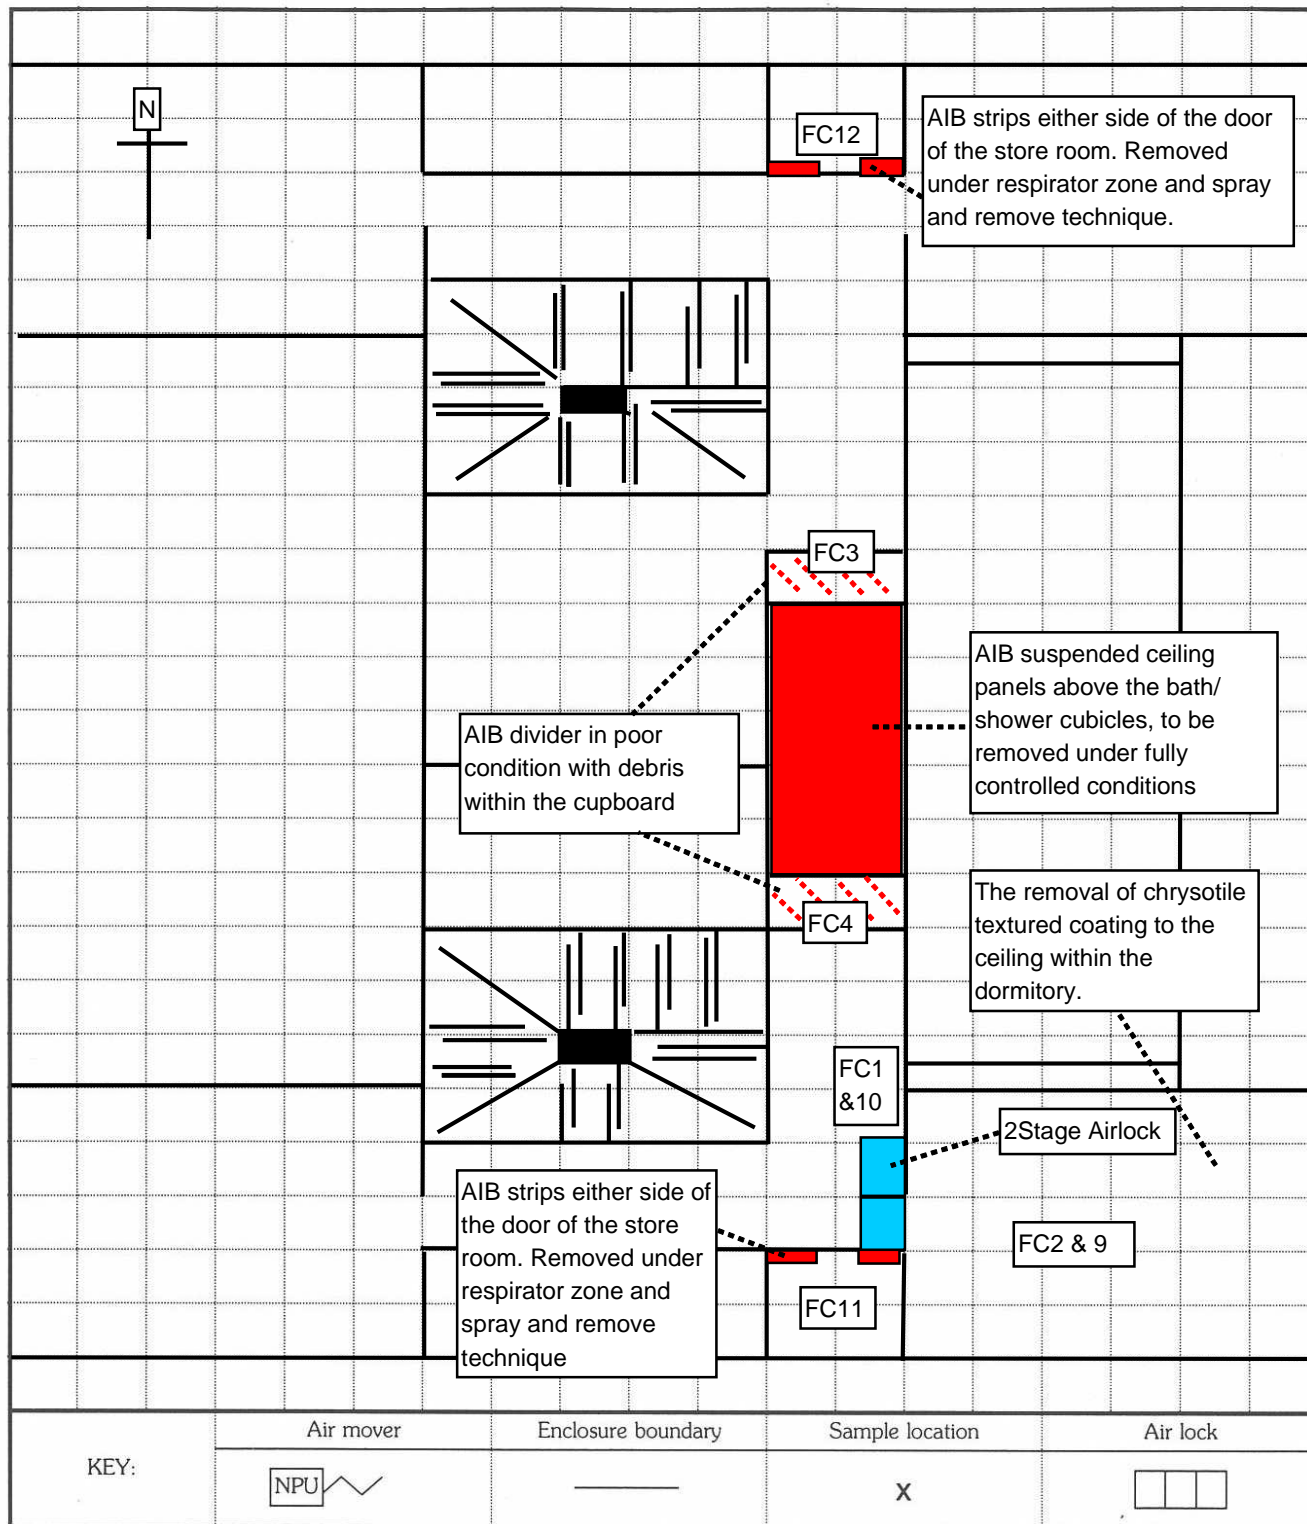 N
FC12
AIB strips either side of the door
of the store room. Removed
under respirator zone and spray
and remove technique.
FC3
AIB suspended ceiling
panels above the bath/
shower cubicles, to be
removed under fully
controlled conditions
AIB divider in poor
condition with debris
within the cupboard
FC4
The removal of chrysotile
textured coating to the
ceiling within the
dormitory.
FC1
&10
2Stage Airlock
AIB strips either side of
the door of the store
room. Removed under
respirator zone and
spray and remove
technique
FC2 & 9
FC11
KEY:
Air mover
Enclosure boundary
Sample location
Air lock
NPU
X